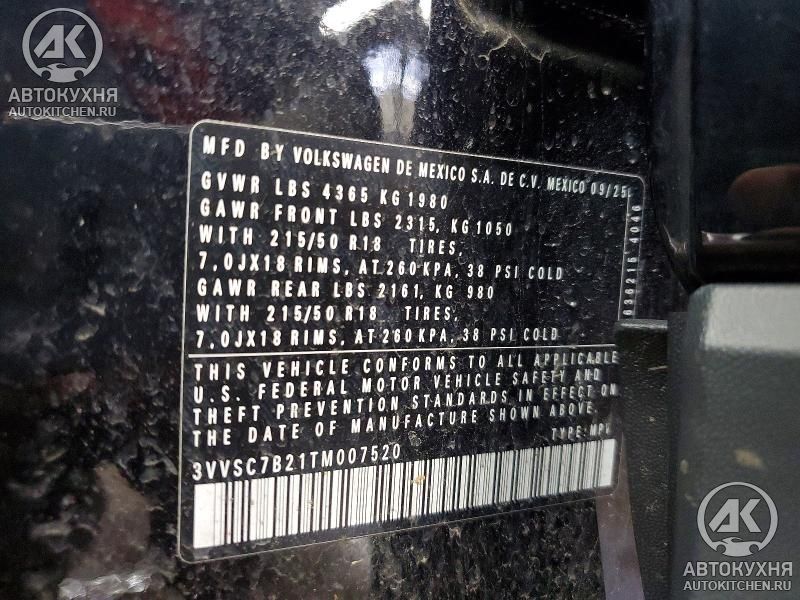 АК
АВТОКУХНЯ
AUTOKITCHEN.RU
MFD BY VOLKSWAGEN DE MEXICO S.A. DE C.V. MEXICO 09/25
GVWR LBS 4365 KG 1980
GAWR FRONT LBS 2315, KG 1050
WITH 215/50 R18 TIRES,
7,0JX18 RIMS, AT 260 KPA, 38 PSI COLD
GAWR REAR LBS 2161, KG 980
WITH 215/50 R18 TIRES,
7,0JX18 RIMS, AT 260 KPA, 38 PSI COLD
THIS VEHICLE CONFORMS TO ALL APPLICABLE
U.S. FEDERAL MOTOR VEHICLE SAFETY AND
THEFT PREVENTION STANDARDS IN EFFECT ON
THE DATE OF MANUFACTURE SHOWN ABOVE.
TYPE: MPV
3VVSC7B21TM007520
АК
АВТОКУХНЯ
AUTOKITCHEN.RU